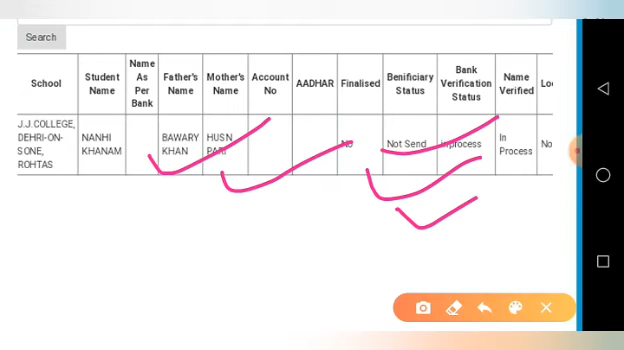 Search
School Student Name Name As Per Bank Father's Name Mother's Name Account No AADHAR Finalised Benificiary Status Bank Verification Status Name Verified
J.J.COLLEGE, DEHRI-ON-SONE, ROHTAS NANHI KHANAM BAWARY KHAN HUSN PARI No Not Send Inprocess In Process No